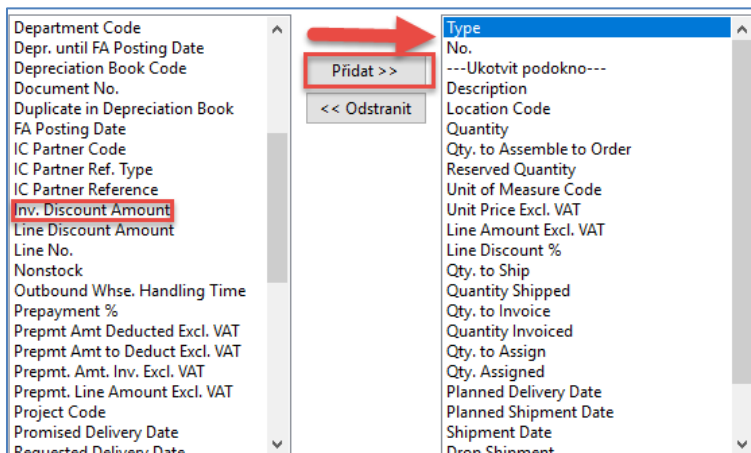 Department Code
Depr. until FA Posting Date
Depreciation Book Code
Document No.
Duplicate in Depreciation Book
FA Posting Date
IC Partner Code
IC Partner Ref. Type
IC Partner Reference
Inv. Discount Amount
Line Discount Amount
Line No.
Nonstock
Outbound Whse. Handling Time
Prepayment %
Prepmt Amt Deducted Excl. VAT
Prepmt Amt to Deduct Excl. VAT
Prepmt. Amt. Inv. Excl. VAT
Prepmt. Line Amount Excl. VAT
Project Code
Promised Delivery Date
Requested Delivery Date
Přidat >>
<< Odstranit
Type
No.
---Ukotvit podokno---
Description
Location Code
Quantity
Qty. to Assemble to Order
Reserved Quantity
Unit of Measure Code
Unit Price Excl. VAT
Line Amount Excl. VAT
Line Discount %
Qty. to Ship
Quantity Shipped
Qty. to Invoice
Quantity Invoiced
Qty. to Assign
Qty. Assigned
Planned Delivery Date
Planned Shipment Date
Shipment Date
Drop Shipment